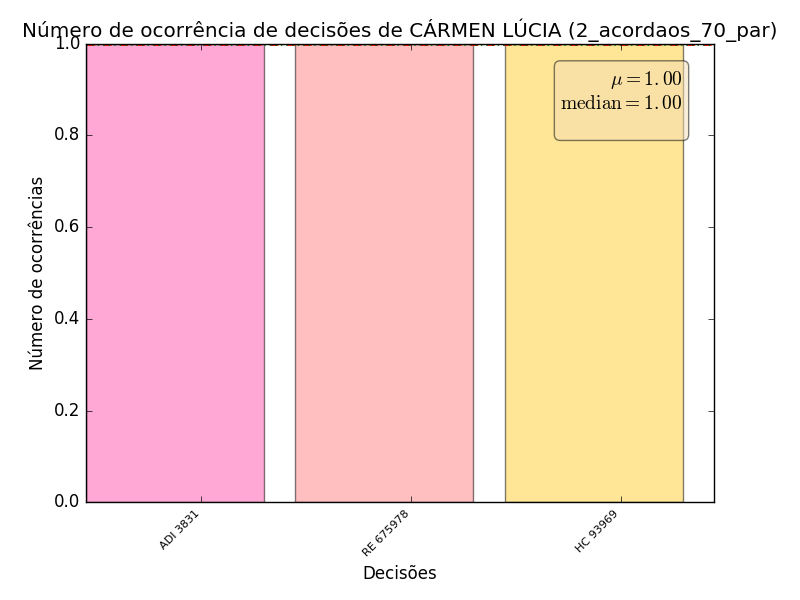 Número de ocorrência de decisões de CÁRMEN LÚCIA (2_acordaos_70_par)
1.0
0.8
0.6
0.4
0.2
0.0
Número de ocorrências
μ = 1.00
median = 1.00
ADI 3831
RE 675978
HC 93969
Decisões